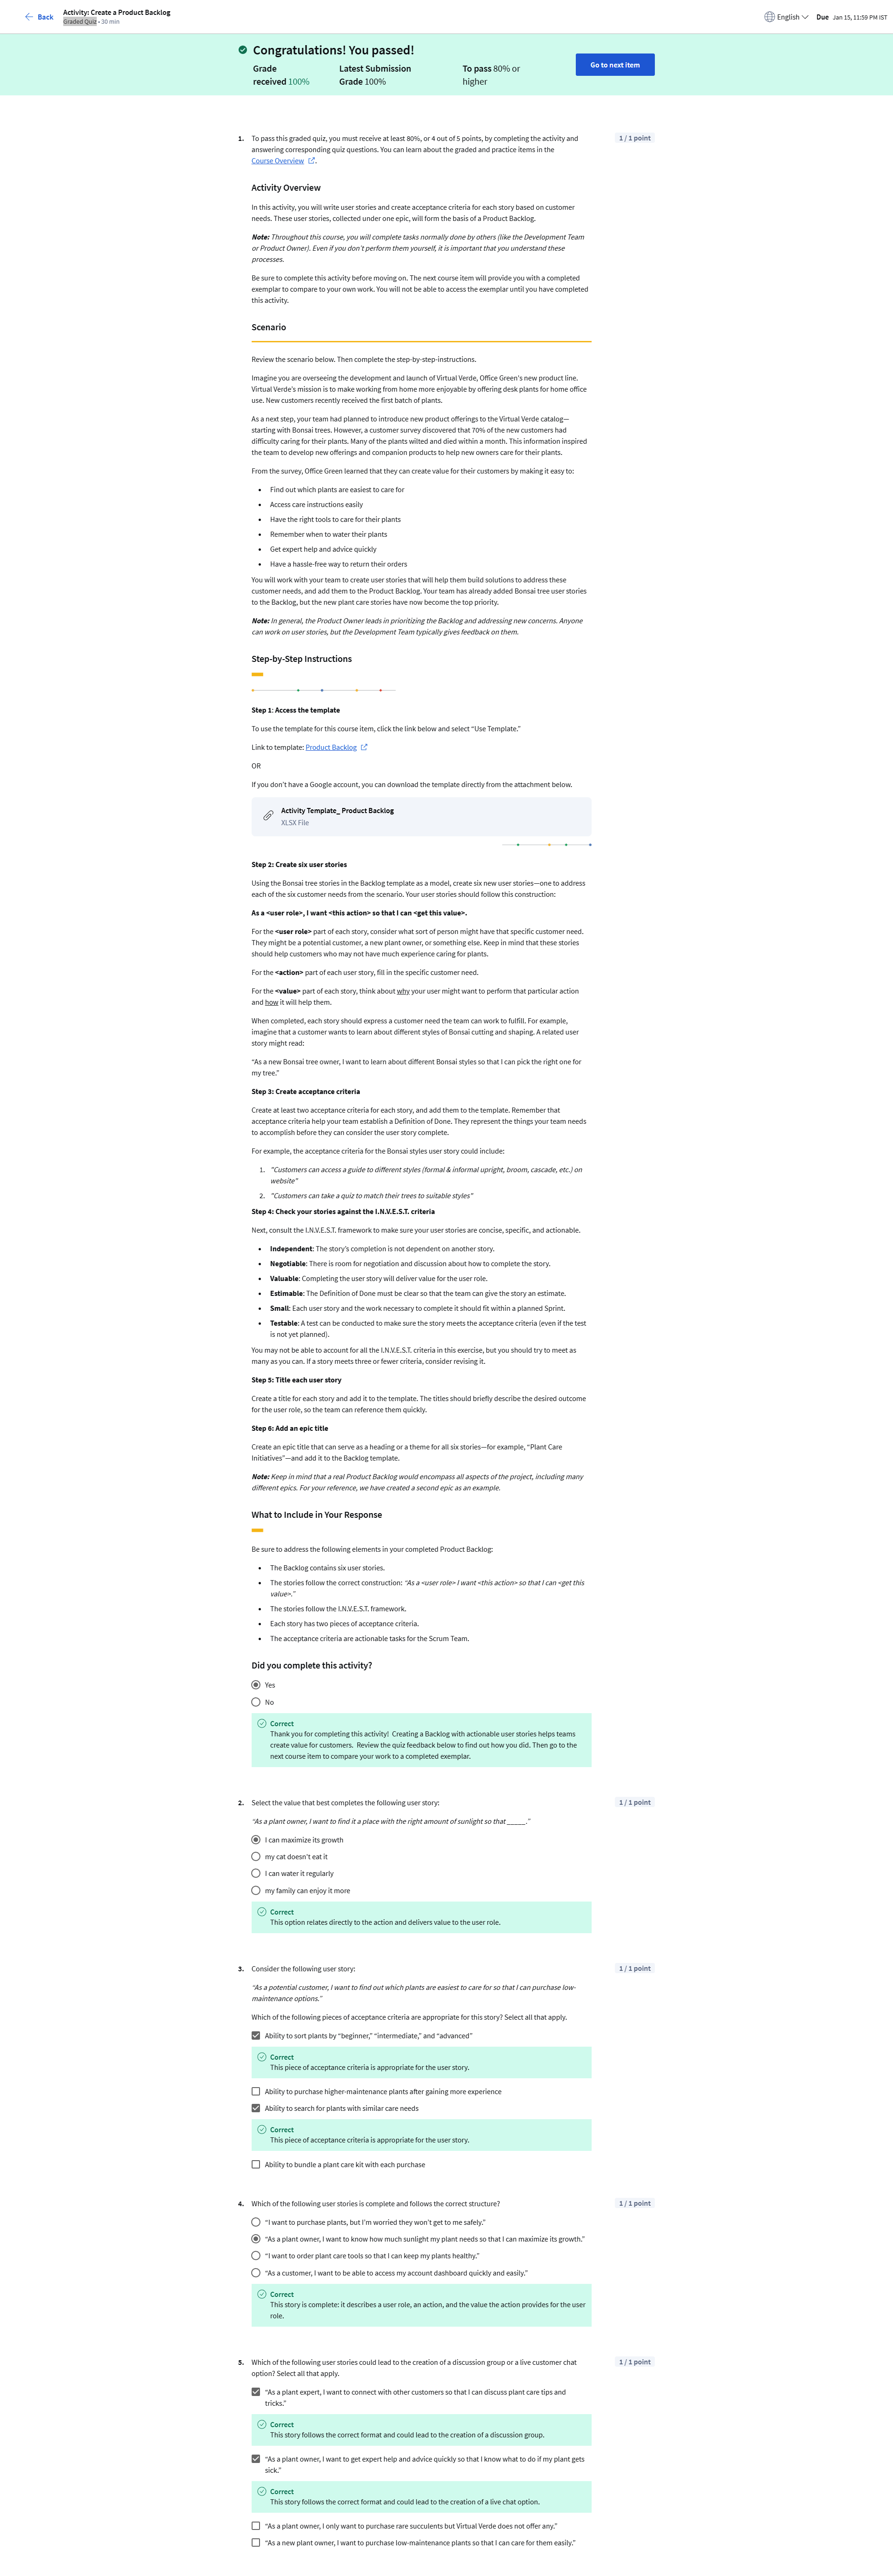 Back
Activity: Create a Product Backlog
Graded Quiz • 30 min
English
Due Jan 15, 11:59 PM IST
Congratulations! You passed!
Grade
received 100%
Latest Submission
Grade 100%
To pass 80% or
higher
Go to next item
1.
To pass this graded quiz, you must receive at least 80%, or 4 out of 5 points, by completing the activity and
answering corresponding quiz questions. You can learn about the graded and practice items in the
Course Overview .
1 / 1 point
Activity Overview
In this activity, you will write user stories and create acceptance criteria for each story based on customer
needs. These user stories, collected under one epic, will form the basis of a Product Backlog.
Note: Throughout this course, you will complete tasks normally done by others (like the Development Team
or Product Owner). Even if you don't perform them yourself, it is important that you understand these
processes.
Be sure to complete this activity before moving on. The next course item will provide you with a completed
exemplar to compare to your own work. You will not be able to access the exemplar until you have completed
this activity.
Scenario
Review the scenario below. Then complete the step-by-step-instructions.
Imagine you are overseeing the development and launch of Virtual Verde, Office Green's new product line.
Virtual Verde's mission is to make working from home more enjoyable by offering desk plants for home office
use. New customers recently received the first batch of plants.
As a next step, your team had planned to introduce new product offerings to the Virtual Verde catalog—
starting with Bonsai trees. However, a customer survey discovered that 70% of the new customers had
difficulty caring for their plants. Many of the plants wilted and died within a month. This information inspired
the team to develop new offerings and companion products to help new owners care for their plants.
From the survey, Office Green learned that they can create value for their customers by making it easy to:
• Find out which plants are easiest to care for
• Access care instructions easily
• Have the right tools to care for their plants
• Remember when to water their plants
• Get expert help and advice quickly
• Have a hassle-free way to return their orders
You will work with your team to create user stories that will help them build solutions to address these
customer needs, and add them to the Product Backlog. Your team has already added Bonsai tree user stories
to the Backlog, but the new plant care stories have now become the top priority.
Note: In general, the Product Owner leads in prioritizing the Backlog and addressing new concerns. Anyone
can work on user stories, but the Development Team typically gives feedback on them.
Step-by-Step Instructions
Step 1: Access the template
To use the template for this course item, click the link below and select “Use Template.”
Link to template: Product Backlog
OR
If you don't have a Google account, you can download the template directly from the attachment below.
Activity Template_ Product Backlog
XLSX File
Step 2: Create six user stories
Using the Bonsai tree stories in the Backlog template as a model, create six new user stories—one to address
each of the six customer needs from the scenario. Your user stories should follow this construction:
As a <user role>, I want <this action> so that I can <get this value>.
For the <user role> part of each story, consider what sort of person might have that specific customer need.
They might be a potential customer, a new plant owner, or something else. Keep in mind that these stories
should help customers who may not have much experience caring for plants.
For the <action> part of each user story, fill in the specific customer need.
For the <value> part of each story, think about why your user might want to perform that particular action
and how it will help them.
When completed, each story should express a customer need the team can work to fulfill. For example,
imagine that a customer wants to learn about different styles of Bonsai cutting and shaping. A related user
story might read:
“As a new Bonsai tree owner, I want to learn about different Bonsai styles so that I can pick the right one for
my tree.”
Step 3: Create acceptance criteria
Create at least two acceptance criteria for each story, and add them to the template. Remember that
acceptance criteria help your team establish a Definition of Done. They represent the things your team needs
to accomplish before they can consider the user story complete.
For example, the acceptance criteria for the Bonsai styles user story could include:
1. "Customers can access a guide to different styles (formal & informal upright, broom, cascade, etc.) on
website"
2. "Customers can take a quiz to match their trees to suitable styles"
Step 4: Check your stories against the I.N.V.E.S.T. criteria
Next, consult the I.N.V.E.S.T. framework to make sure your user stories are concise, specific, and actionable.
• Independent: The story's completion is not dependent on another story.
• Negotiable: There is room for negotiation and discussion about how to complete the story.
• Valuable: Completing the user story will deliver value for the user role.
• Estimable: The Definition of Done must be clear so that the team can give the story an estimate.
• Small: Each user story and the work necessary to complete it should fit within a planned Sprint.
• Testable: A test can be conducted to make sure the story meets the acceptance criteria (even if the test
is not yet planned).
You may not be able to account for all the I.N.V.E.S.T. criteria in this exercise, but you should try to meet as
many as you can. If a story meets three or fewer criteria, consider revising it.
Step 5: Title each user story
Create a title for each story and add it to the template. The titles should briefly describe the desired outcome
for the user role, so the team can reference them quickly.
Step 6: Add an epic title
Create an epic title that can serve as a heading or a theme for all six stories—for example, “Plant Care
Initiatives”—and add it to the Backlog template.
Note: Keep in mind that a real Product Backlog would encompass all aspects of the project, including many
different epics. For your reference, we have created a second epic as an example.
What to Include in Your Response
Be sure to address the following elements in your completed Product Backlog:
• The Backlog contains six user stories.
• The stories follow the correct construction: “As a <user role> I want <this action> so that I can <get this
value>.”
• The stories follow the I.N.V.E.S.T. framework.
• Each story has two pieces of acceptance criteria.
• The acceptance criteria are actionable tasks for the Scrum Team.
Did you complete this activity?
Yes
No
Correct
Thank you for completing this activity! Creating a Backlog with actionable user stories helps teams
create value for customers. Review the quiz feedback below to find out how you did. Then go to the
next course item to compare your work to a completed exemplar.
2.
Select the value that best completes the following user story:
1 / 1 point
“As a plant owner, I want to find it a place with the right amount of sunlight so that _____.”
I can maximize its growth
my cat doesn't eat it
I can water it regularly
my family can enjoy it more
Correct
This option relates directly to the action and delivers value to the user role.
3.
Consider the following user story:
1 / 1 point
“As a potential customer, I want to find out which plants are easiest to care for so that I can purchase low-
maintenance options.”
Which of the following pieces of acceptance criteria are appropriate for this story? Select all that apply.
Ability to sort plants by “beginner,” “intermediate,” and “advanced”
Correct
This piece of acceptance criteria is appropriate for the user story.
Ability to purchase higher-maintenance plants after gaining more experience
Ability to search for plants with similar care needs
Correct
This piece of acceptance criteria is appropriate for the user story.
Ability to bundle a plant care kit with each purchase
4.
Which of the following user stories is complete and follows the correct structure?
1 / 1 point
“I want to purchase plants, but I'm worried they won't get to me safely.”
“As a plant owner, I want to know how much sunlight my plant needs so that I can maximize its growth.”
“I want to order plant care tools so that I can keep my plants healthy.”
“As a customer, I want to be able to access my account dashboard quickly and easily.”
Correct
This story is complete: it describes a user role, an action, and the value the action provides for the user
role.
5.
Which of the following user stories could lead to the creation of a discussion group or a live customer chat
option? Select all that apply.
1 / 1 point
“As a plant expert, I want to connect with other customers so that I can discuss plant care tips and
tricks.”
Correct
This story follows the correct format and could lead to the creation of a discussion group.
“As a plant owner, I want to get expert help and advice quickly so that I know what to do if my plant gets
sick.”
Correct
This story follows the correct format and could lead to the creation of a live chat option.
“As a plant owner, I only want to purchase rare succulents but Virtual Verde does not offer any.”
“As a new plant owner, I want to purchase low-maintenance plants so that I can care for them easily.”